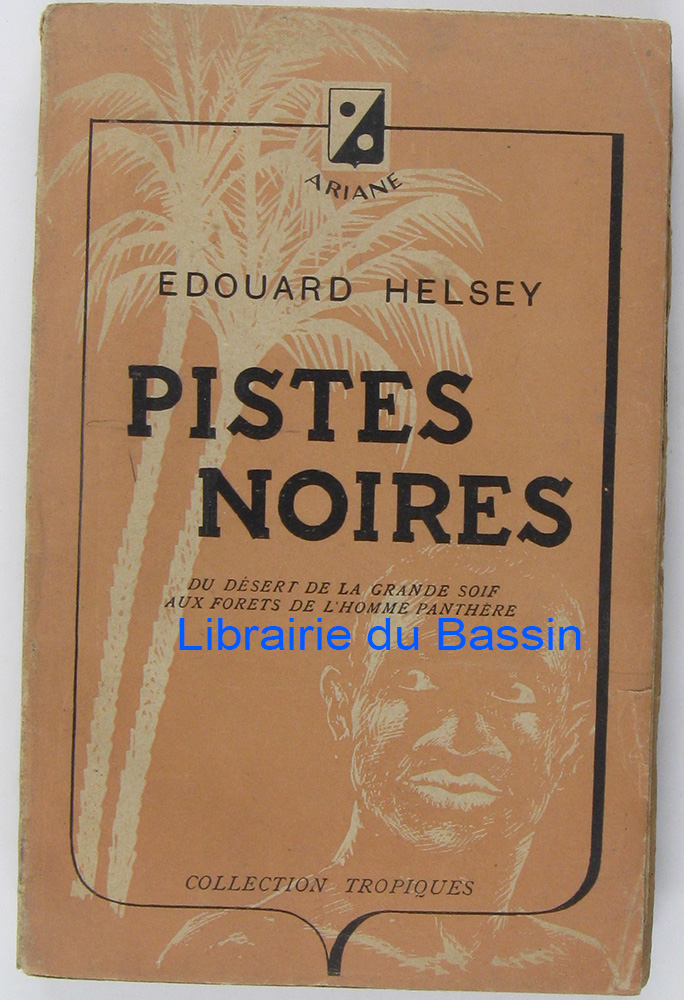 ARIANE
EDOUARD HELSEY
PISTES
NOIRES
DU DÉSERT DE LA GRANDE SOIF
AUX FORETS DE L'HOMME PANTHÈRE
Librairie du Bassin
COLLECTION TROPIQUES